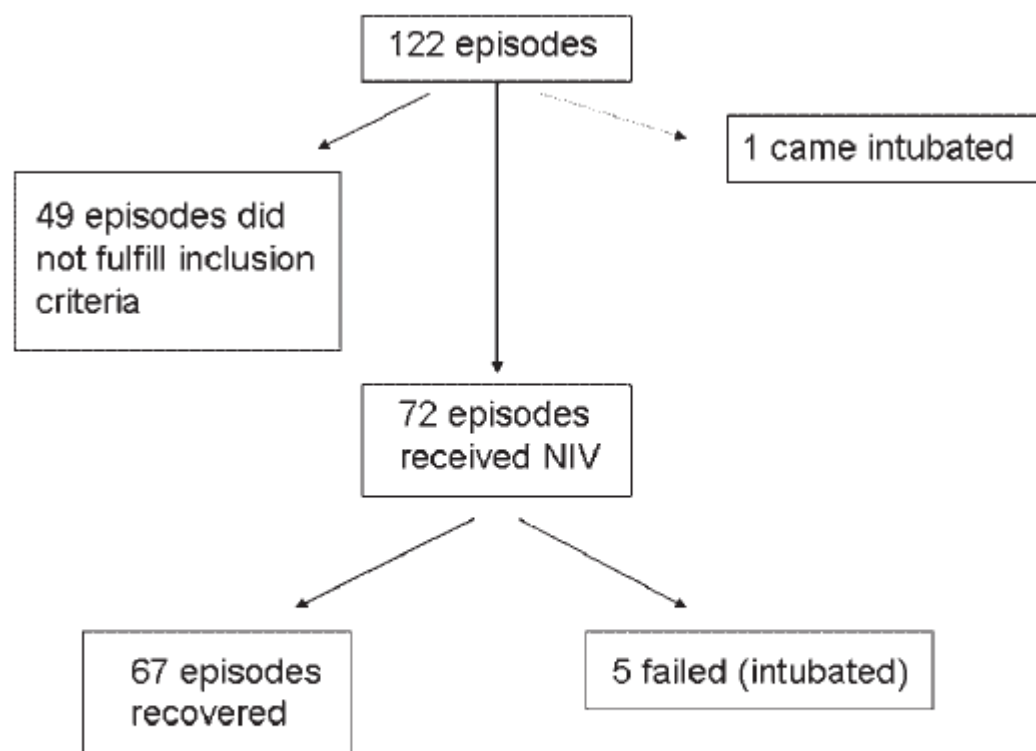 122 episodes
1 came intubated
49 episodes did
not fulfill inclusion
criteria
72 episodes
received NIV
67 episodes
recovered
5 failed (intubated)